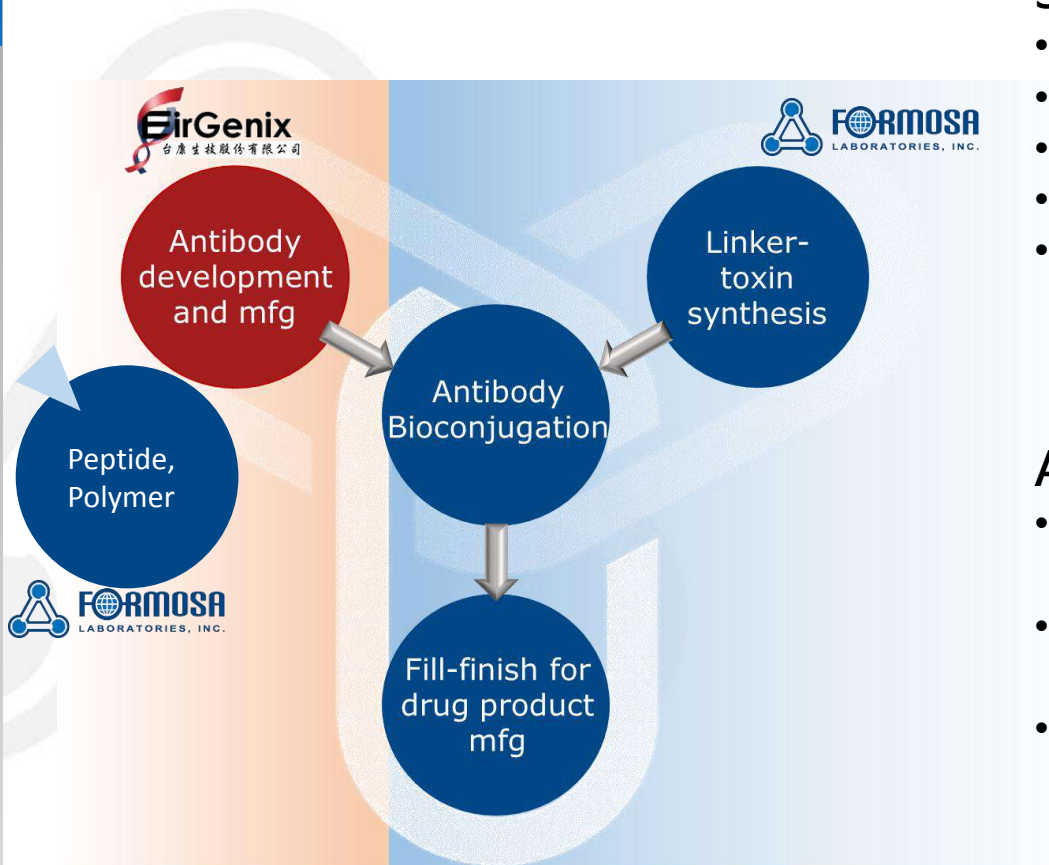 EirGenix
台康生技股份有限公司
FORMOSA
LABORATORIES, INC.
Antibody
development
and mfg
Linker-
toxin
synthesis
Antibody
Bioconjugation
Peptide,
Polymer
FORMOSA
LABORATORIES, INC.
Fill-finish for
drug product
mfg
A